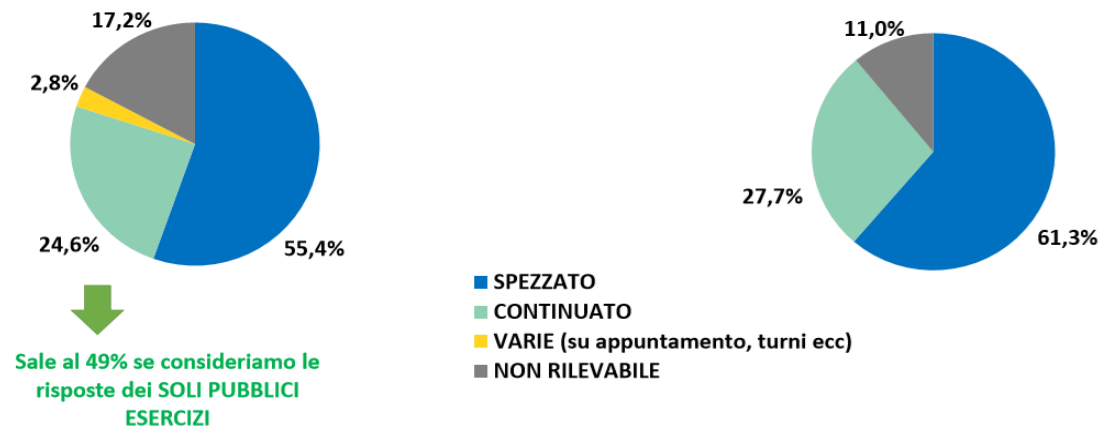 17,2%
2,8%
24,6%
55,4%
11,0%
27,7%
61,3%
SPEZZATO
CONTINUATO
VARIE (su appuntamento, turni ecc)
NON RILEVABILE
Sale al 49% se consideriamo le
risposte dei SOLI PUBBLICI
ESERCIZI